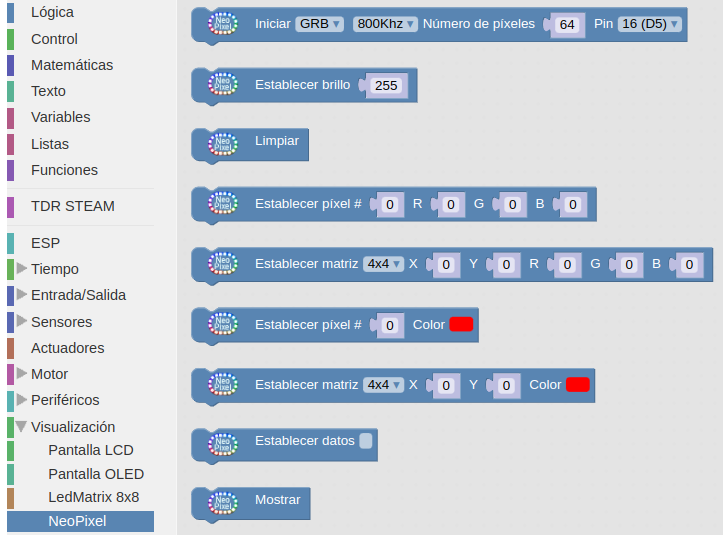 Lógica
Control
Matemáticas
Texto
Variables
Listas
Funciones
TDR STEAM
ESP
Tiempo
Entrada/Salida
Sensores
Actuadores
Motor
Periféricos
Visualización
Pantalla LCD
Pantalla OLED
LedMatrix 8x8
NeoPixel
Neo Pixel Iniciar GRB 800Khz Número de píxeles 64 Pin 16 (D5)
Neo Pixel Establecer brillo 255
Neo Pixel Limpiar
Neo Pixel Establecer píxel # 0 R 0 G 0 B 0
Neo Pixel Establecer matriz 4x4 X 0 Y 0 R 0 G 0 B 0
Neo Pixel Establecer píxel # 0 Color
Neo Pixel Establecer matriz 4x4 X 0 Y 0 Color
Neo Pixel Establecer datos
Neo Pixel Mostrar